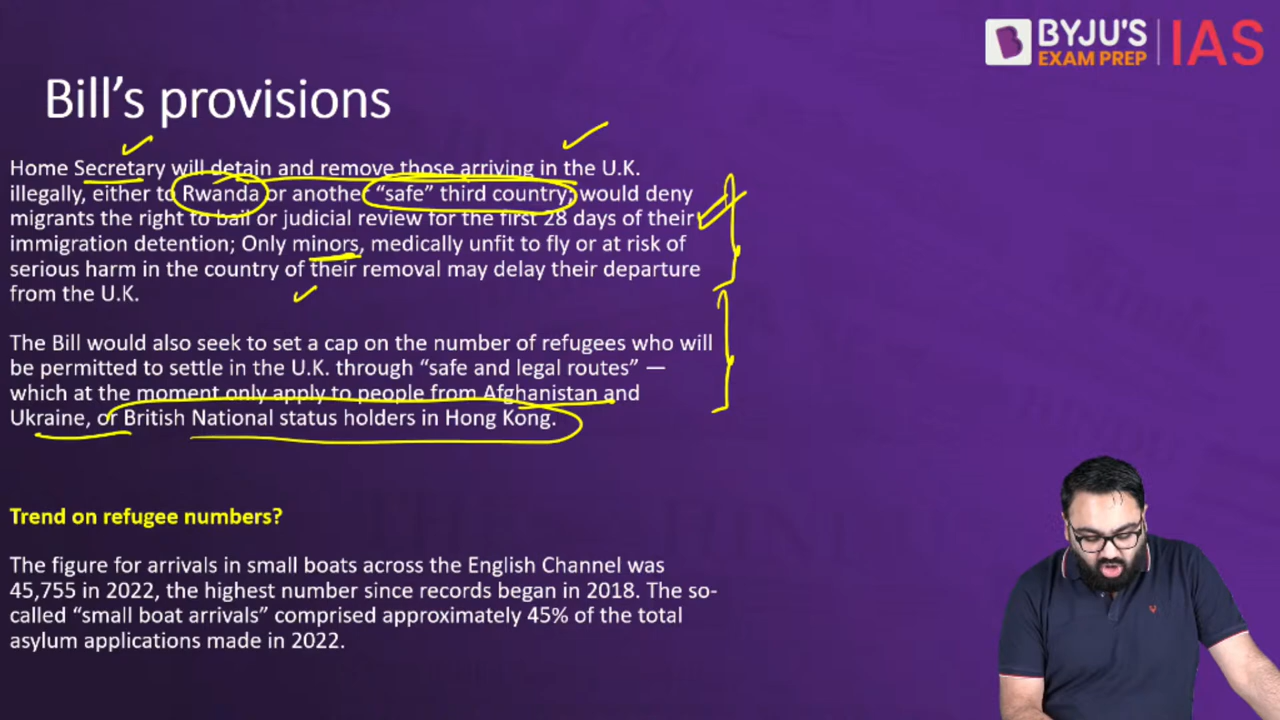 BYJU'S
EXAM PREP
IAS
Bill's provisions
Home Secretary will detain and remove those arriving in the U.K.
illegally, either to Rwanda or another “safe” third country; would deny
migrants the right to bail or judicial review for the first 28 days of their
immigration detention; Only minors, medically unfit to fly or at risk of
serious harm in the country of their removal may delay their departure
from the U.K.
The Bill would also seek to set a cap on the number of refugees who will
be permitted to settle in the U.K. through “safe and legal routes” —
which at the moment only apply to people from Afghanistan and
Ukraine, or British National status holders in Hong Kong.
Trend on refugee numbers?
The figure for arrivals in small boats across the English Channel was
45,755 in 2022, the highest number since records began in 2018. The so-
called “small boat arrivals” comprised approximately 45% of the total
asylum applications made in 2022.